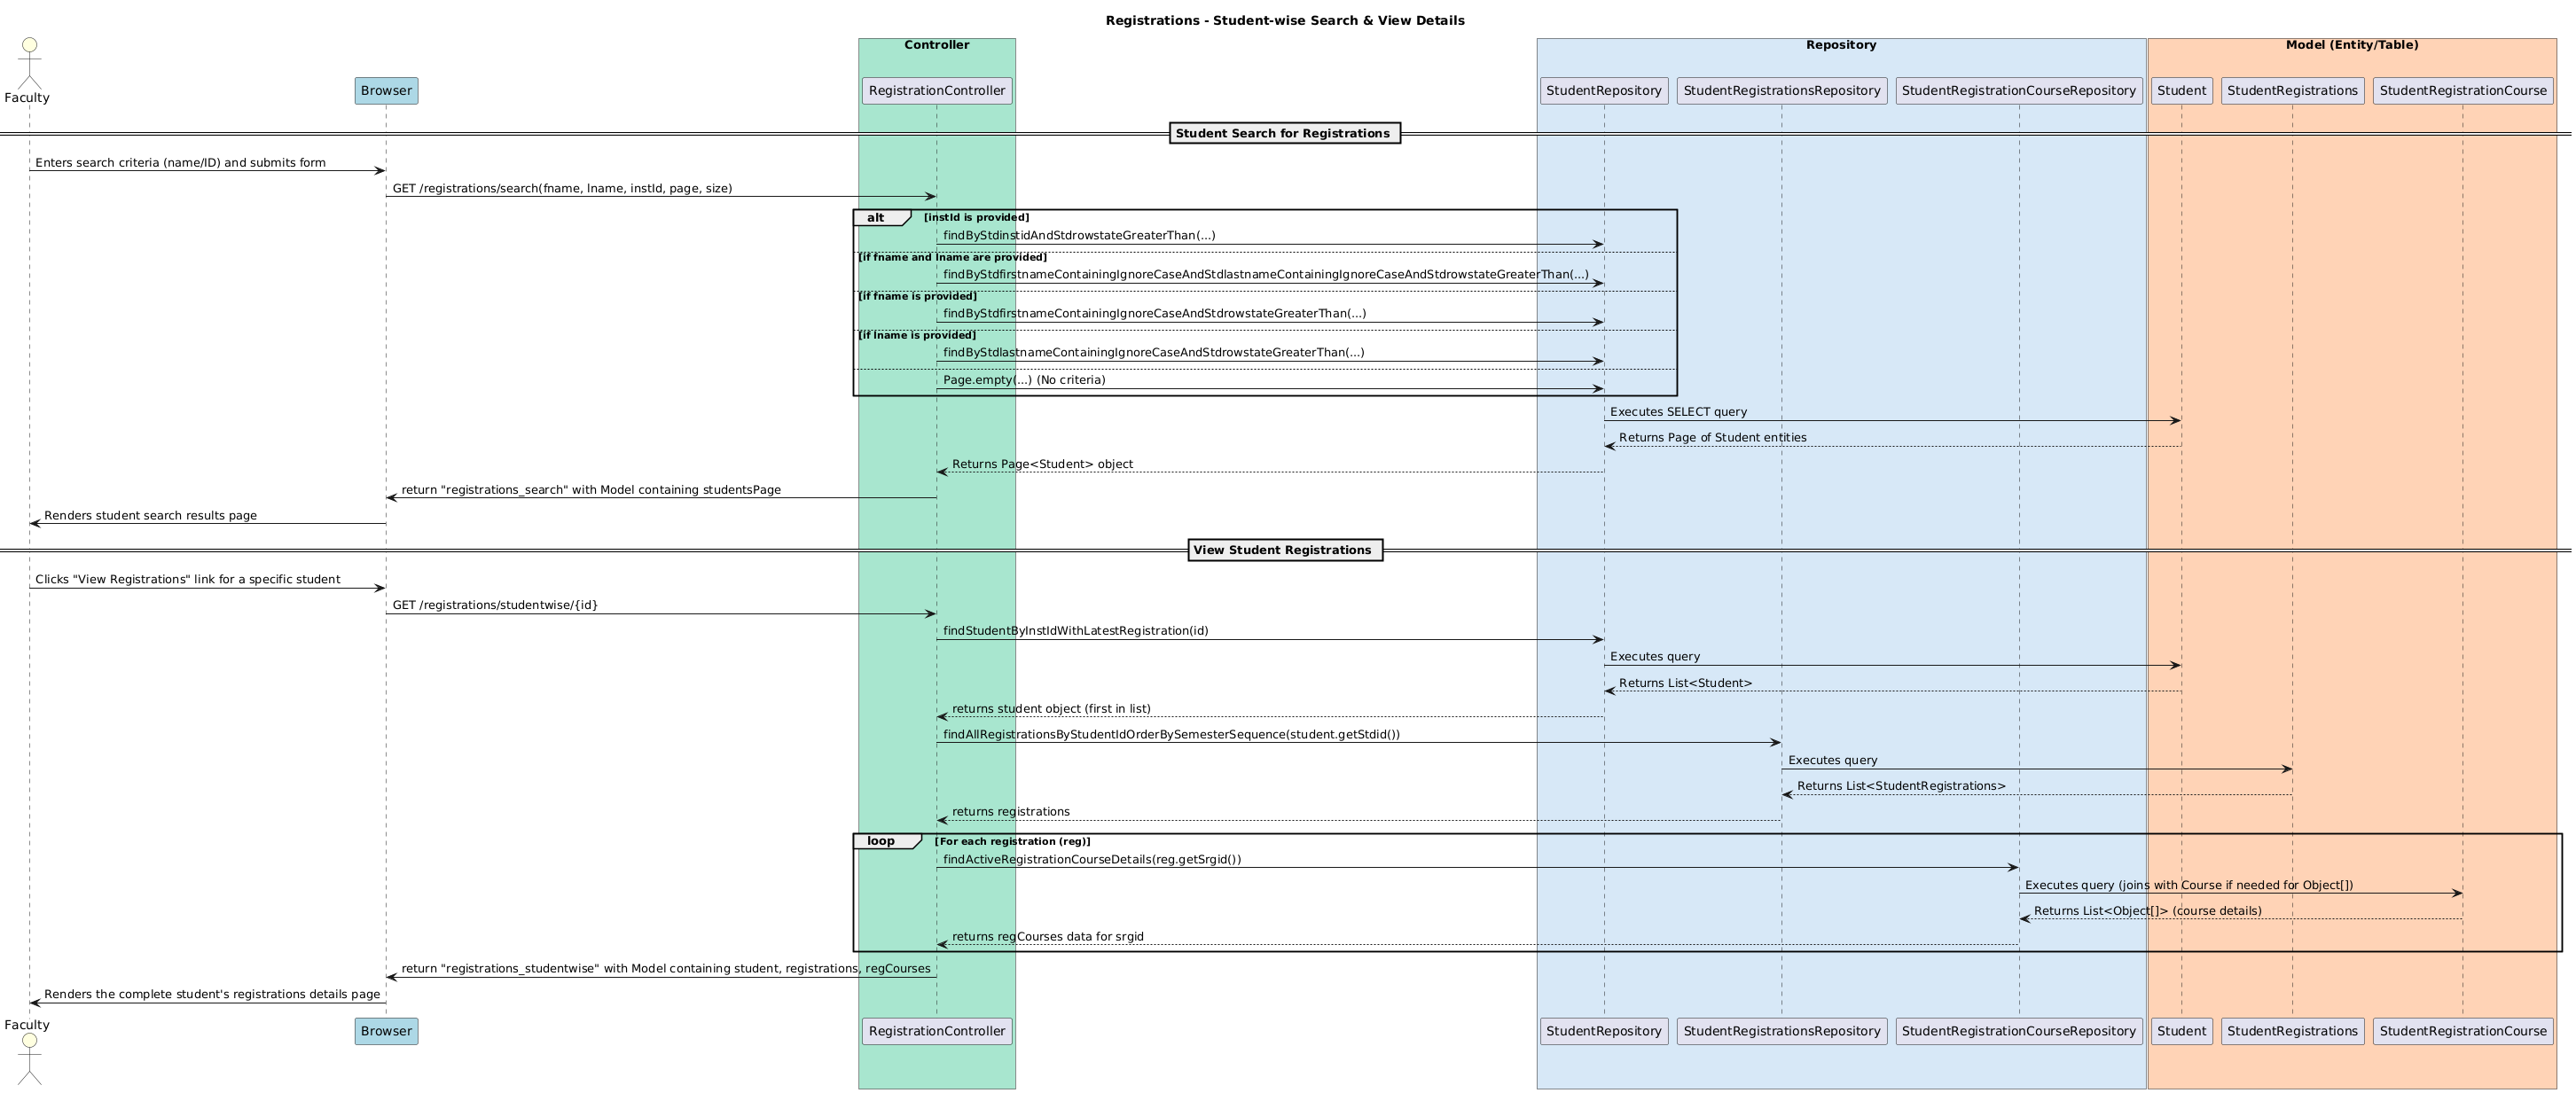 Registrations - Student-wise Search & View Details
Controller
Repository
Model (Entity/Table)
Faculty
Browser
RegistrationController
StudentRepository
StudentRegistrationsRepository
StudentRegistrationCourseRepository
Student
StudentRegistrations
StudentRegistrationCourse
Student Search for Registrations
Enters search criteria (name/ID) and submits form
GET /registrations/search(fname, lname, instId, page, size)
alt
[instId is provided]
findByStdinstidAndStdrowstateGreaterThan(...)
[if fname and lname are provided]
findByStdfirstnameContainingIgnoreCaseAndStdlastnameContainingIgnoreCaseAndStdrowstateGreaterThan(...)
[if fname is provided]
findByStdfirstnameContainingIgnoreCaseAndStdrowstateGreaterThan(...)
[if lname is provided]
findByStdlastnameContainingIgnoreCaseAndStdrowstateGreaterThan(...)
Page.empty(...) (No criteria)
Executes SELECT query
Returns Page of Student entities
Returns Page<Student> object
return "registrations_search" with Model containing studentsPage
Renders student search results page
View Student Registrations
Clicks "View Registrations" link for a specific student
GET /registrations/studentwise/{id}
findStudentByInstIdWithLatestRegistration(id)
Executes query
Returns List<Student>
returns student object (first in list)
findAllRegistrationsByStudentIdOrderBySemesterSequence(student.getStdid())
Executes query
Returns List<StudentRegistrations>
returns registrations
loop
[For each registration (reg)]
findActiveRegistrationCourseDetails(reg.getSrgid())
Executes query (joins with Course if needed for Object[])
Returns List<Object[]> (course details)
returns regCourses data for srgid
return "registrations_studentwise" with Model containing student, registrations, regCourses
Renders the complete student's registrations details page
Faculty
Browser
RegistrationController
StudentRepository
StudentRegistrationsRepository
StudentRegistrationCourseRepository
Student
StudentRegistrations
StudentRegistrationCourse